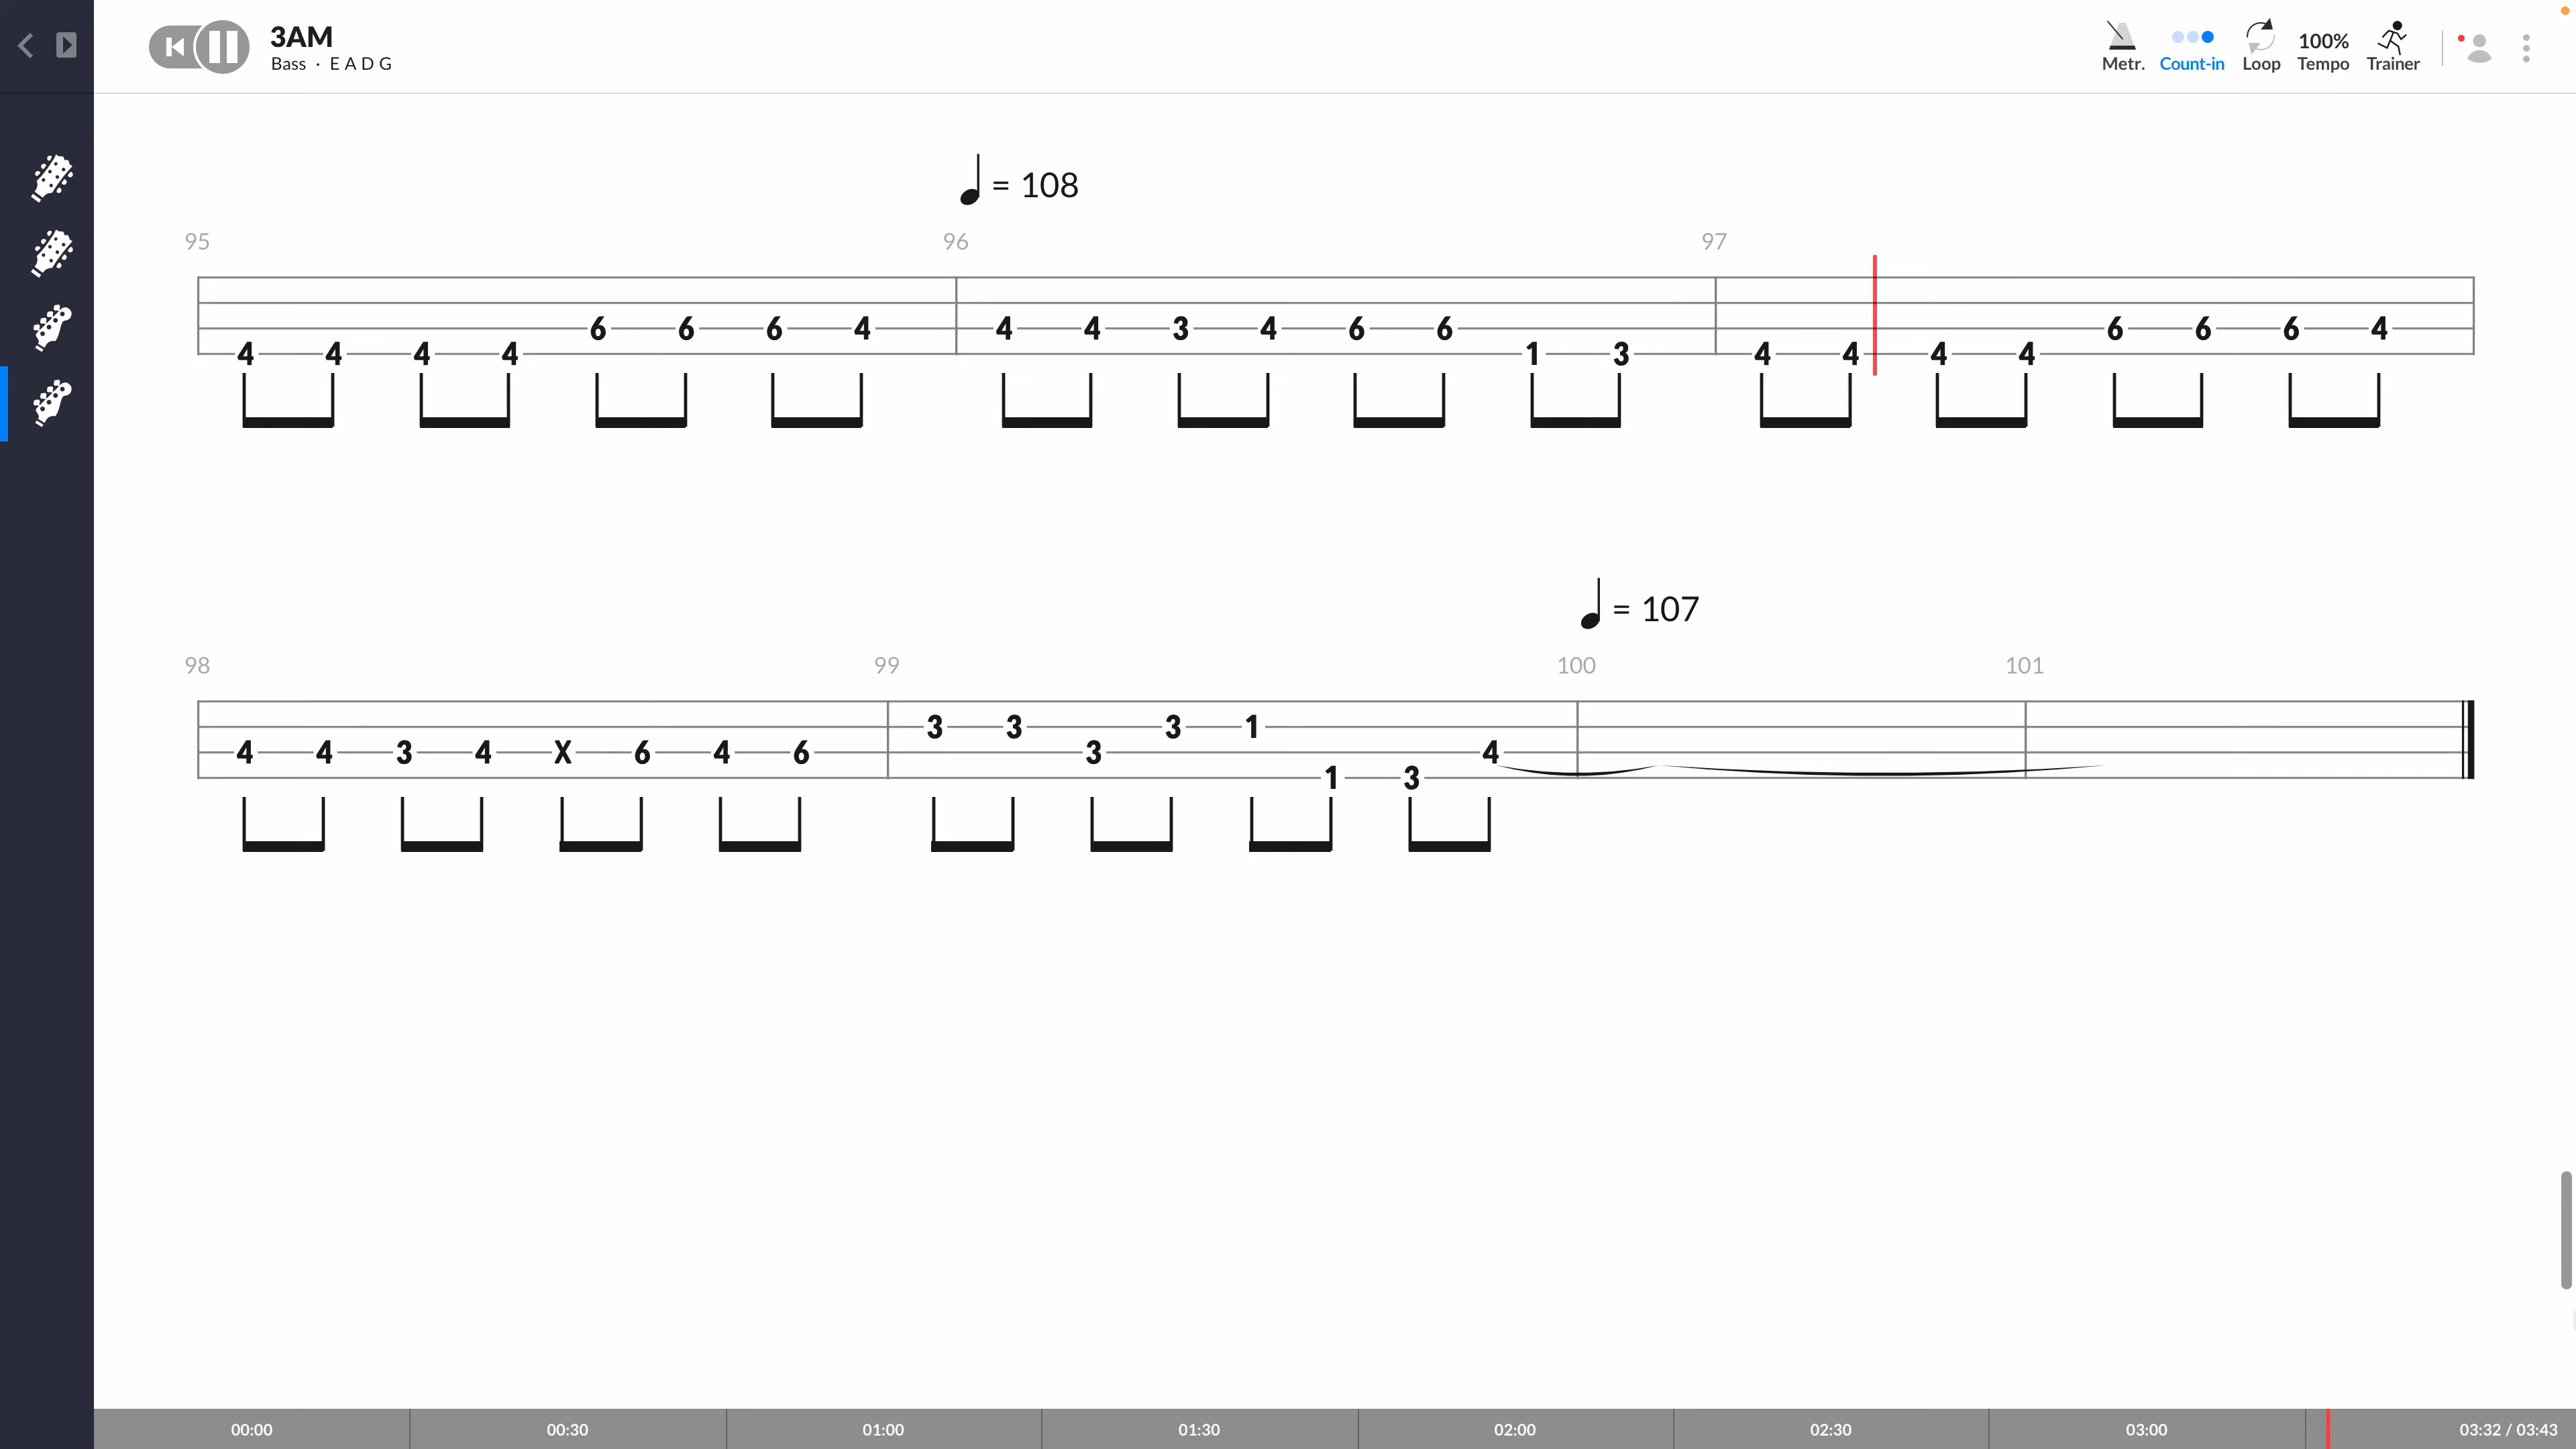 3AM
Bass · E A D G
Metr.
Count-in
Loop
100%
Tempo
Trainer
= 108
95 96 97
6 6 6 4 4 4 3 4 6 6 6 6 6 4
4 4 4 4 1 3 4 4 4 4
= 107
98 99 100 101
3 3 3 1
4 4 3 4 X 6 4 6 3 4
1 3
00:00 00:30 01:00 01:30 02:00 02:30 03:00 03:32 / 03:43